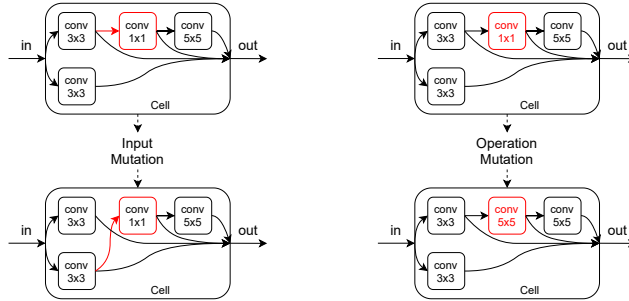 conv
3x3
conv
1x1
conv
5x5
in
out
conv
3x3
Cell
Input
Mutation
conv
3x3
conv
1x1
conv
5x5
in
out
conv
3x3
Cell
conv
3x3
conv
1x1
conv
5x5
in
out
conv
3x3
Cell
Operation
Mutation
conv
3x3
conv
5x5
conv
5x5
in
out
conv
3x3
Cell